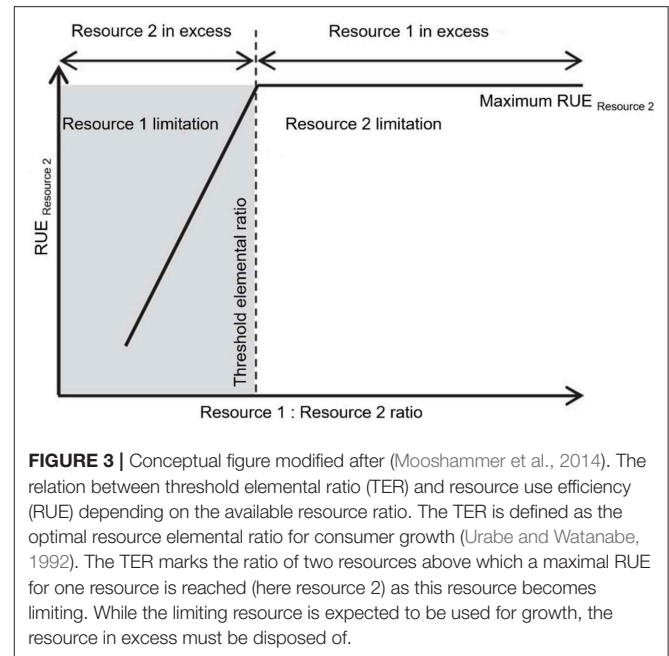 Resource 2 in excess
Resource 1 in excess
Maximum RUE Resource 2
Resource 1 limitation
Resource 2 limitation
RUE Resource 2
Threshold elemental ratio
Resource 1 : Resource 2 ratio
FIGURE 3 | Conceptual figure modified after (Mooshammer et al., 2014). The
relation between threshold elemental ratio (TER) and resource use efficiency
(RUE) depending on the available resource ratio. The TER is defined as the
optimal resource elemental ratio for consumer growth (Urabe and Watanabe,
1992). The TER marks the ratio of two resources above which a maximal RUE
for one resource is reached (here resource 2) as this resource becomes
limiting. While the limiting resource is expected to be used for growth, the
resource in excess must be disposed of.